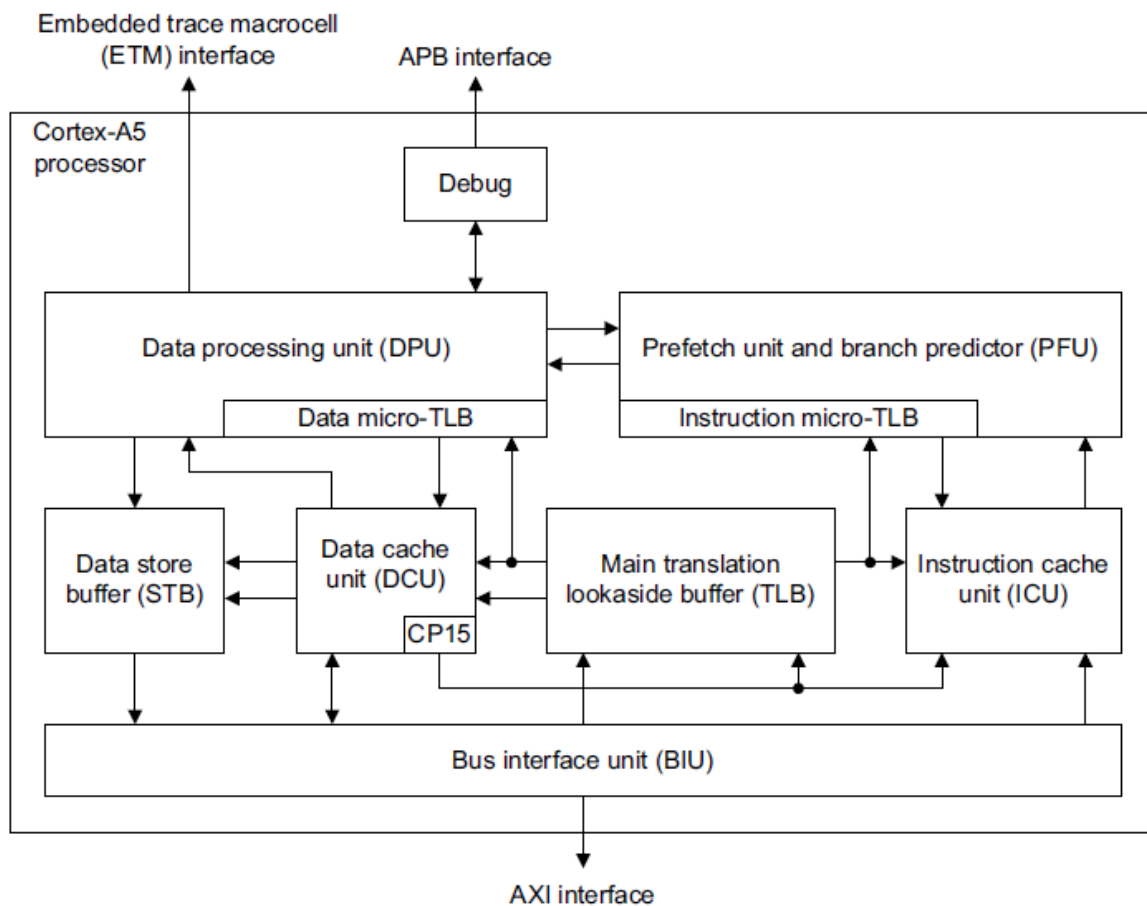 Embedded trace macrocell
(ETM) interface
APB interface
Cortex-A5
processor
Debug
Data processing unit (DPU)
Prefetch unit and branch predictor (PFU)
Data micro-TLB
Instruction micro-TLB
Data store
buffer (STB)
Data cache
unit (DCU)
CP15
Main translation
lookaside buffer (TLB)
Instruction cache
unit (ICU)
Bus interface unit (BIU)
AXI interface